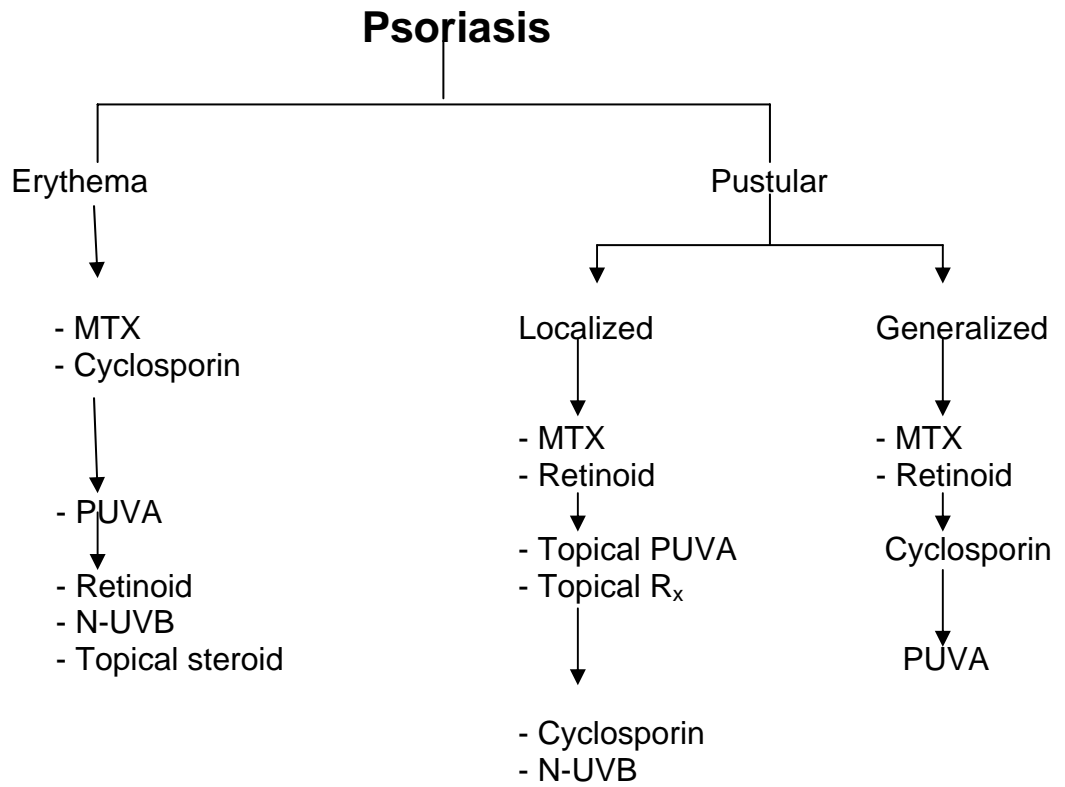 Psoriasis
Erythema
Pustular
- MTX
- Cyclosporin
- PUVA
- Retinoid
- N-UVB
- Topical steroid
Localized
- MTX
- Retinoid
- Topical PUVA
- Topical Rₓ
- Cyclosporin
- N-UVB
Generalized
- MTX
- Retinoid
Cyclosporin
PUVA